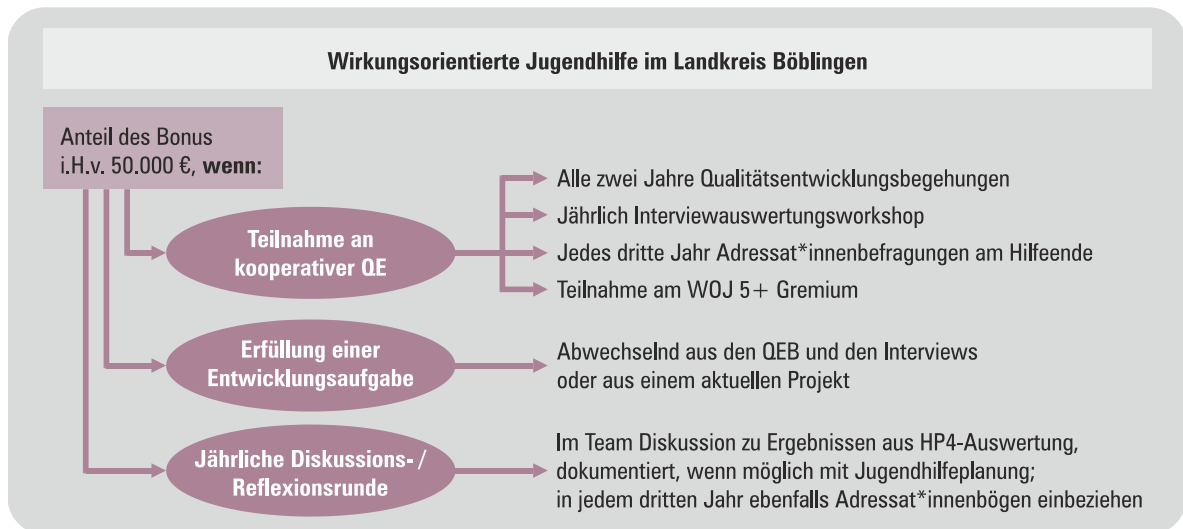 Wirkungsorientierte Jugendhilfe im Landkreis Böblingen
Anteil des Bonus
i.H.v. 50.000 €, wenn:
Teilnahme an
kooperativer QE
Alle zwei Jahre Qualitätsentwicklungsbegehungen
Jährlich Interviewauswertungsworkshop
Jedes dritte Jahr Adressat*innenbefragungen am Hilfeende
Teilnahme am WOJ 5+ Gremium
Erfüllung einer
Entwicklungsaufgabe
Abwechselnd aus den QEB und den Interviews
oder aus einem aktuellen Projekt
Jährliche Diskussions-/
Reflexionsrunde
Im Team Diskussion zu Ergebnissen aus HP4-Auswertung,
dokumentiert, wenn möglich mit Jugendhilfeplanung;
in jedem dritten Jahr ebenfalls Adressat*innenbögen einbeziehen